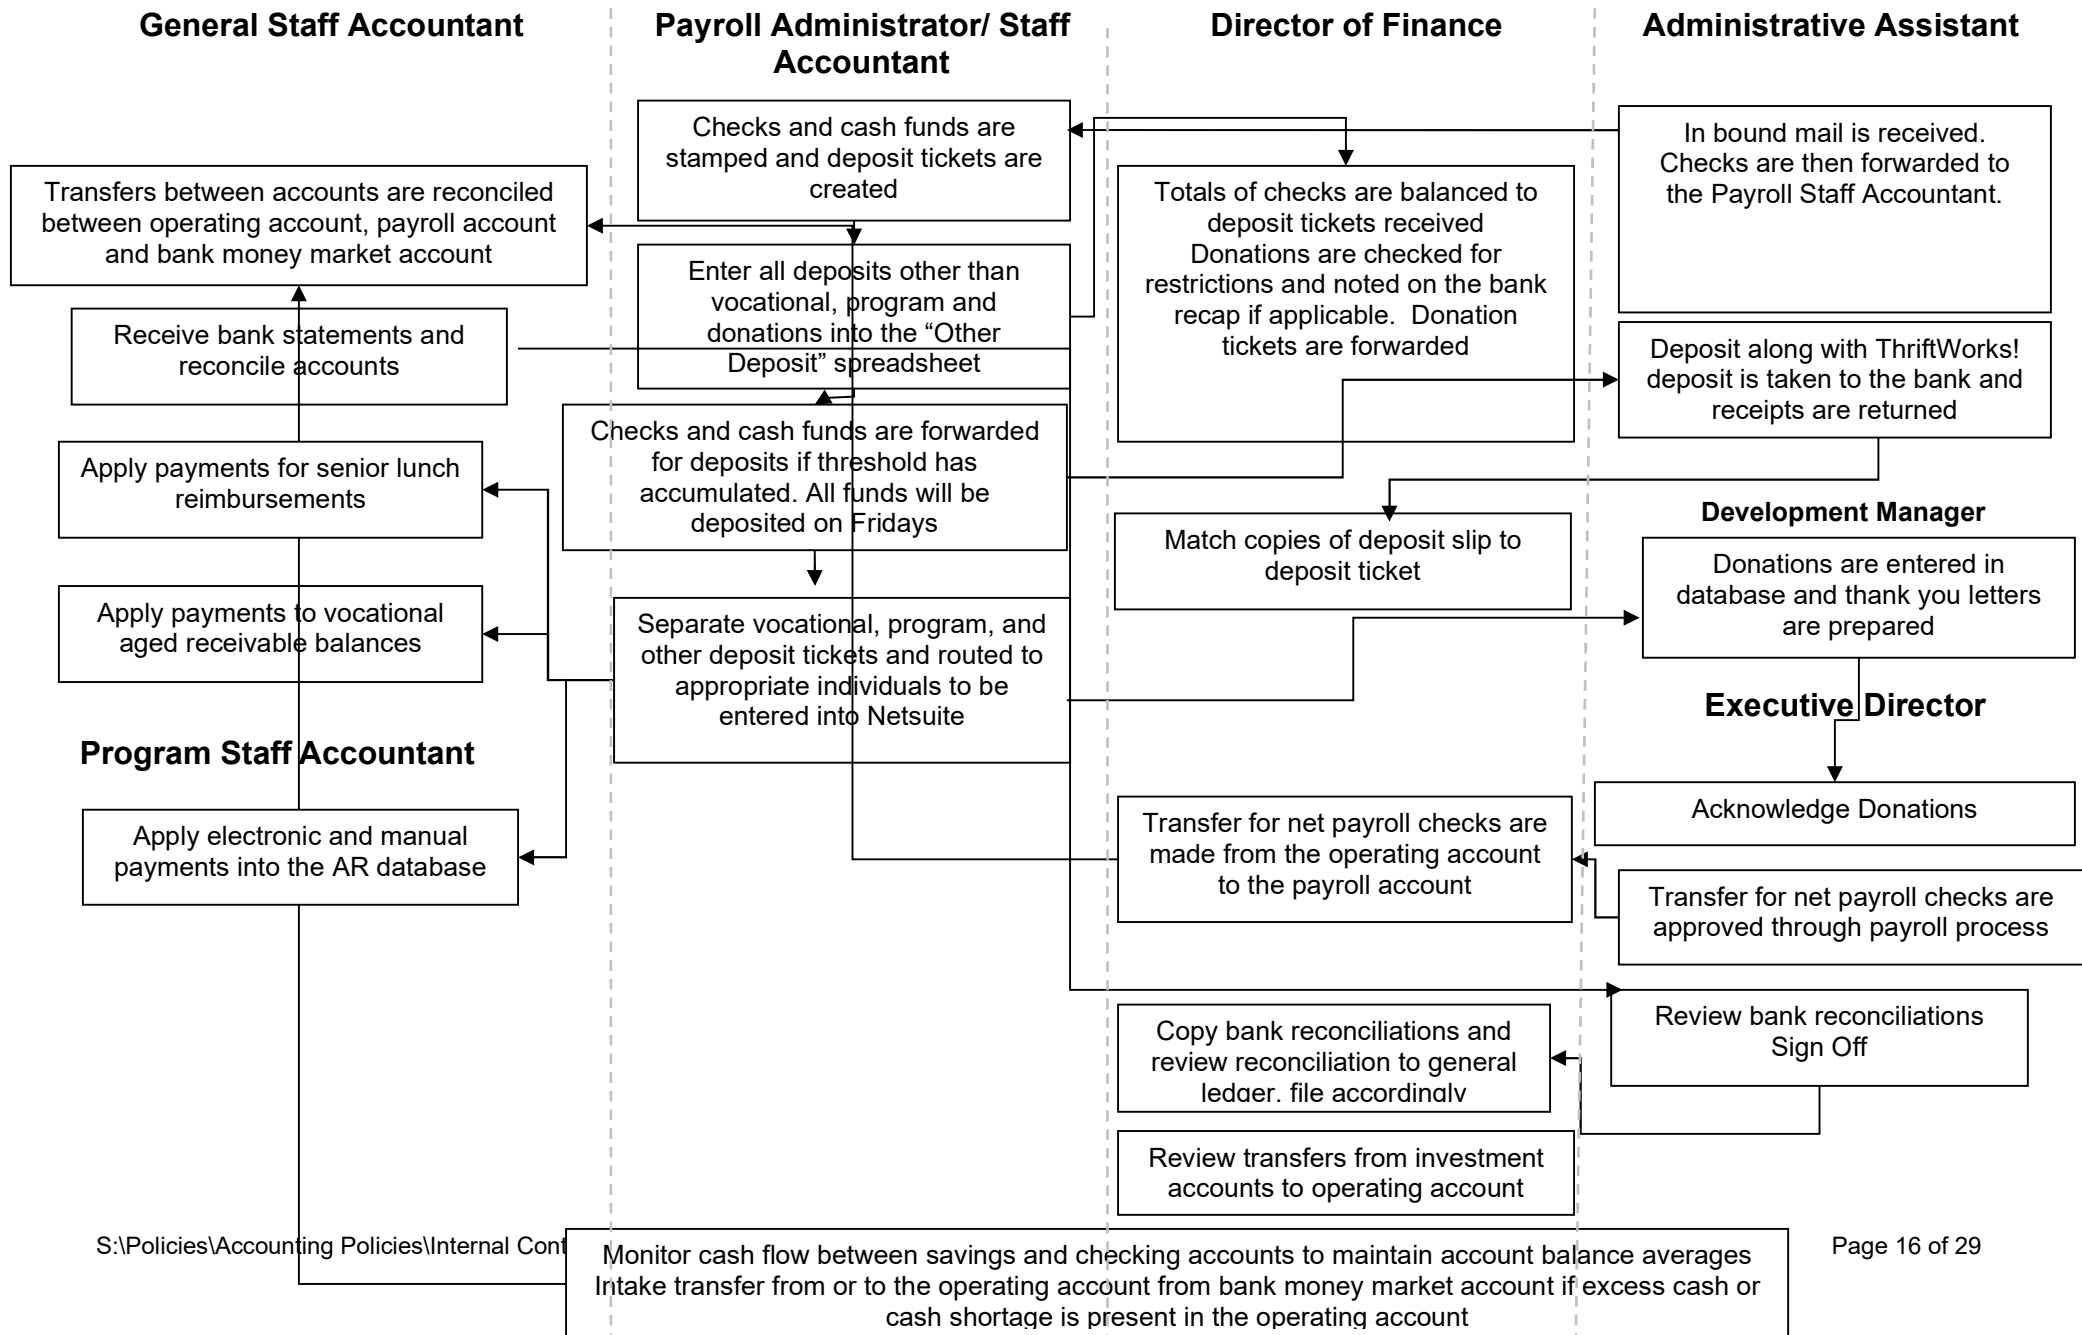 General Staff Accountant
Payroll Administrator/ Staff
Accountant
Director of Finance
Administrative Assistant
Checks and cash funds are
stamped and deposit tickets are
created
In bound mail is received.
Checks are then forwarded to
the Payroll Staff Accountant.
Transfers between accounts are reconciled
between operating account, payroll account
and bank money market account
Totals of checks are balanced to
deposit tickets received
Donations are checked for
restrictions and noted on the bank
recap if applicable.  Donation
tickets are forwarded
Enter all deposits other than
vocational, program and
donations into the “Other
Deposit” spreadsheet
Receive bank statements and
reconcile accounts
Deposit along with ThriftWorks!
deposit is taken to the bank and
receipts are returned
Checks and cash funds are forwarded
for deposits if threshold has
accumulated. All funds will be
deposited on Fridays
Apply payments for senior lunch
reimbursements
Match copies of deposit slip to
deposit ticket
Development Manager
Donations are entered in
database and thank you letters
are prepared
Apply payments to vocational
aged receivable balances
Separate vocational, program, and
other deposit tickets and routed to
appropriate individuals to be
entered into Netsuite
Executive Director
Program Staff Accountant
Acknowledge Donations
Apply electronic and manual
payments into the AR database
Transfer for net payroll checks are
made from the operating account
to the payroll account
Transfer for net payroll checks are
approved through payroll process
Review bank reconciliations
Sign Off
Copy bank reconciliations and
review reconciliation to general
ledger, file accordingly
Review transfers from investment
accounts to operating account
S:\Policies\Accounting Policies\Internal Cont
Page 16 of 29
Monitor cash flow between savings and checking accounts to maintain account balance averages
Intake transfer from or to the operating account from bank money market account if excess cash or
cash shortage is present in the operating account